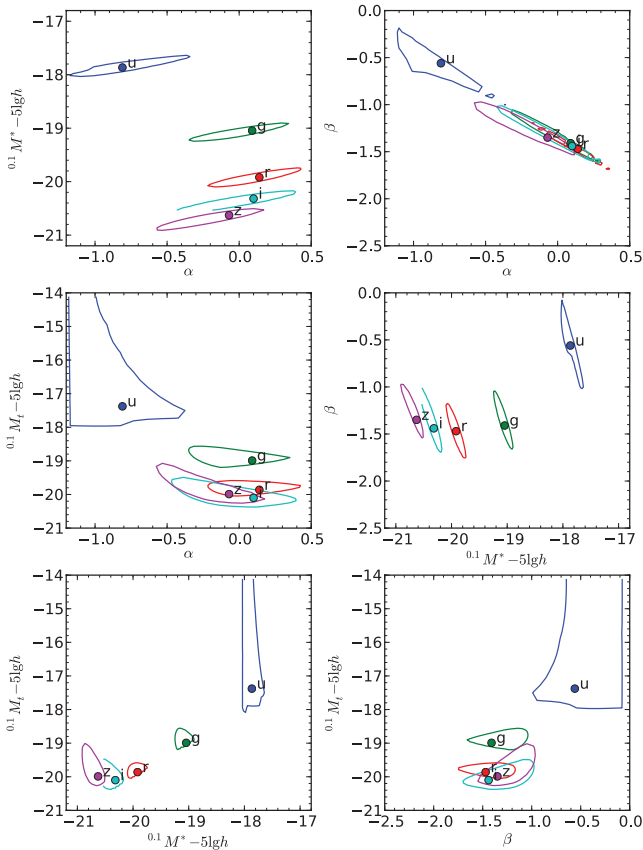 −17
−18
−19
−20
−21
0.1 M* −5lgh
u
g
r
i
z
−1.0 −0.5 0.0 0.5
α
0.0
−0.5
−1.0
−1.5
−2.0
−2.5
β
u
z
g
r
−1.0 −0.5 0.0 0.5
α
−14
−15
−16
−17
−18
−19
−20
−21
0.1 Mt −5lgh
u
g
r
z
−1.0 −0.5 0.0 0.5
α
0.0
−0.5
−1.0
−1.5
−2.0
−2.5
β
u
z
i
r
g
−21 −20 −19 −18 −17
0.1 M* −5lgh
−14
−15
−16
−17
−18
−19
−20
−21
0.1 Mt −5lgh
u
g
z
i
r
−21 −20 −19 −18 −17
0.1 M* −5lgh
−14
−15
−16
−17
−18
−19
−20
−21
0.1 Mt −5lgh
u
g
r
z
−2.5 −2.0 −1.5 −1.0 −0.5 0.0
β